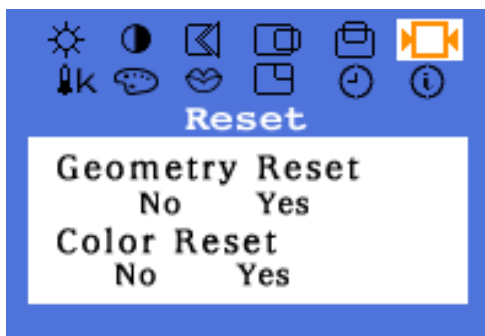 K
Reset
Geometry Reset
No Yes
Color Reset
No Yes